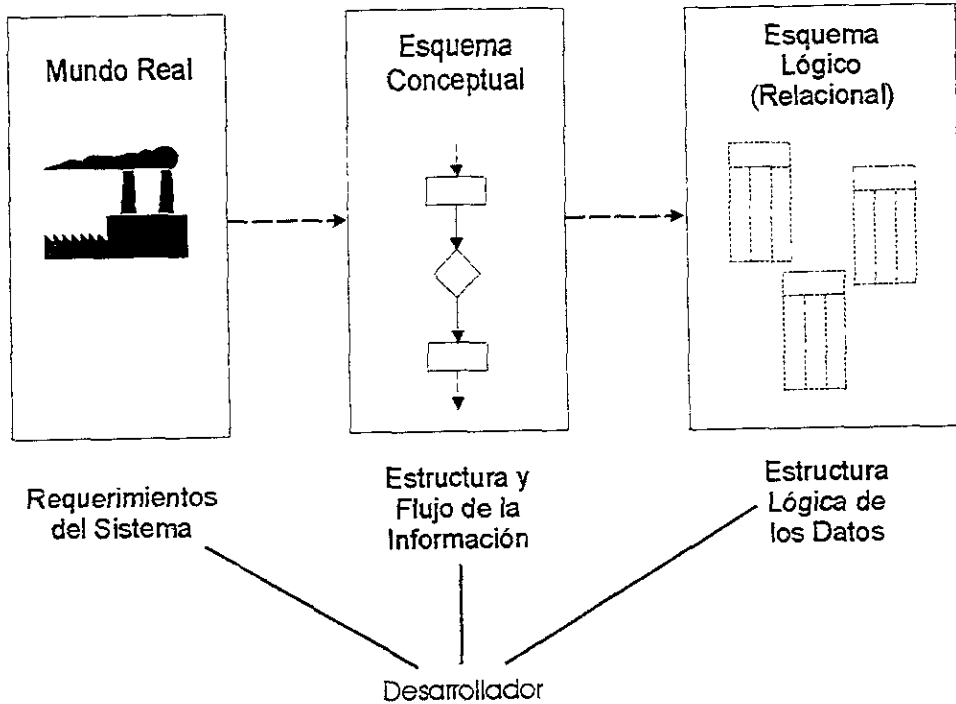 Mundo Real
Esquema
Conceptual
Esquema
Lógico
(Relacional)
Requerimientos
del Sistema
Estructura y
Flujo de la
Información
Estructura
Lógica de
los Datos
Desarrollador